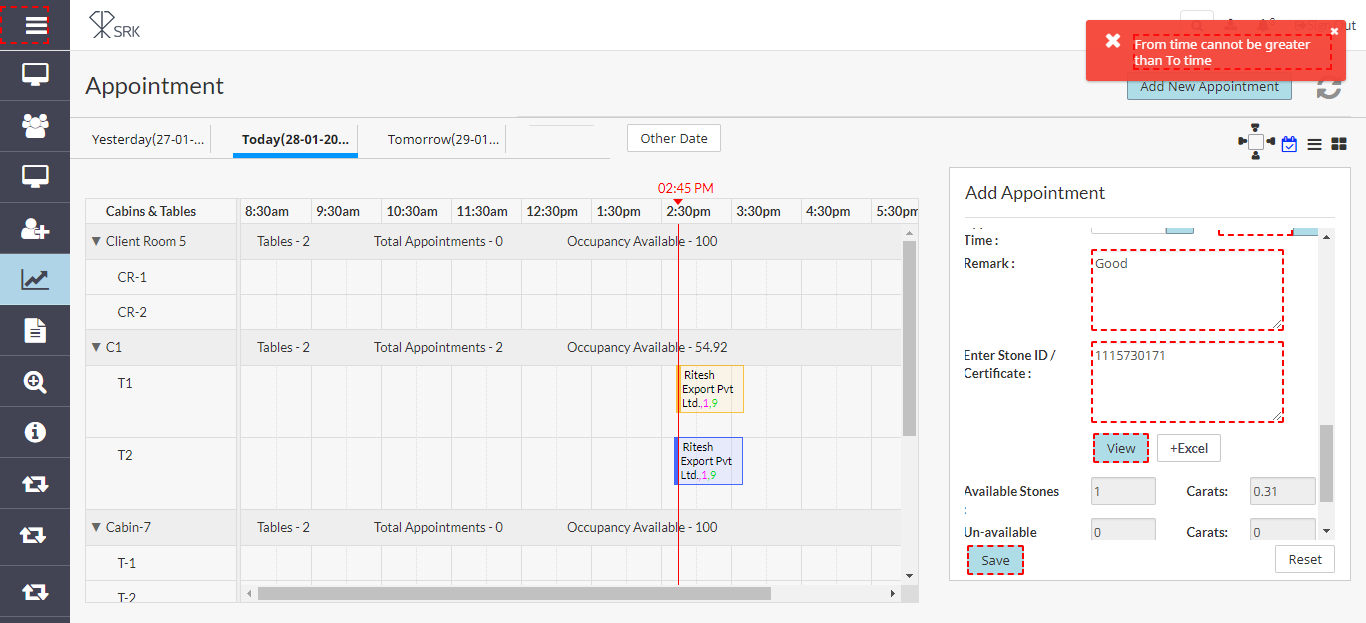 SRK
From time cannot be greater
than To time
Appointment
Add New Appointment
Yesterday(27-01-...
Today(28-01-20...
Tomorrow(29-01...
Other Date
02:45 PM
Add Appointment
Cabins & Tables 8:30am 9:30am 10:30am 11:30am 12:30pm 1:30pm 2:30pm 3:30pm 4:30pm 5:30pm
Client Room 5 Tables - 2 Total Appointments - 0 Occupancy Available - 100
CR-1
CR-2
C1 Tables - 2 Total Appointments - 2 Occupancy Available - 54.92
T1
Ritesh
Export Pvt
Ltd.,1,9
T2
Ritesh
Export Pvt
Ltd.,1,9
Cabin-7 Tables - 2 Total Appointments - 0 Occupancy Available - 100
T-1
T-2
Time :
Remark : Good
Enter Stone ID / 1115730171
Certificate :
View +Excel
Available Stones 1 Carats: 0.31
:
Un-available 0 Carats: 0
Save Reset